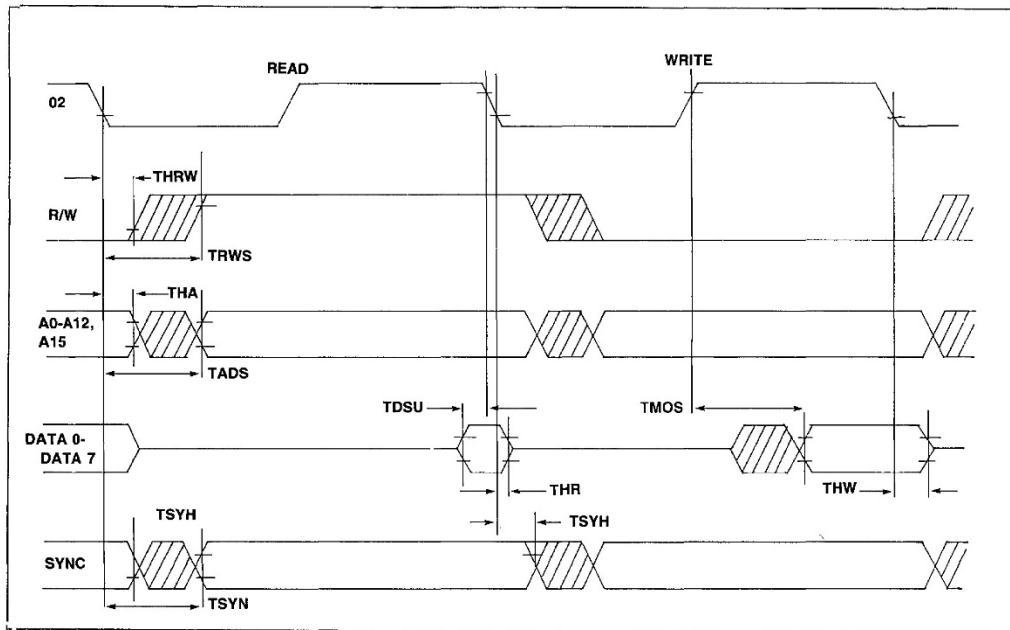 READ
WRITE
02
THRW
R/W
TRWS
THA
A0-A12,
A15
TADS
TDSU
TMOS
DATA 0-
DATA 7
THR
THW
TSYH
TSYH
SYNC
TSYN